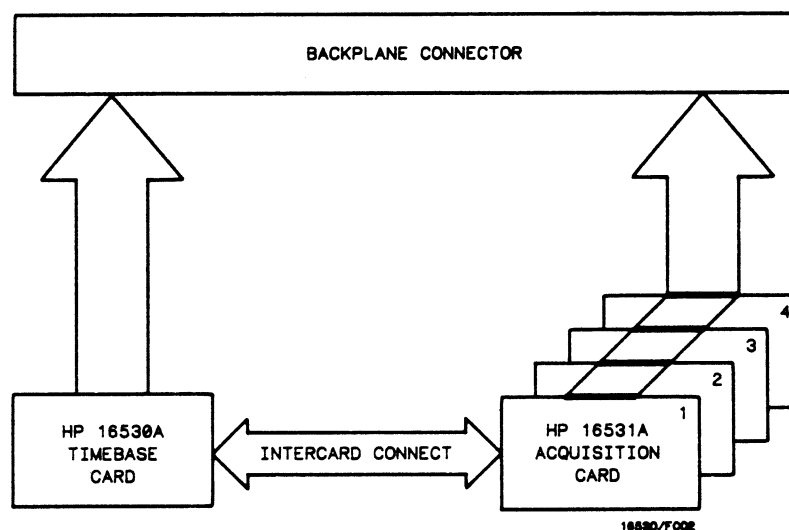 BACKPLANE CONNECTOR
4
3
2
1
HP 16530A
TIMEBASE
CARD
INTERCARD CONNECT
HP 16531A
ACQUISITION
CARD
16530/F002